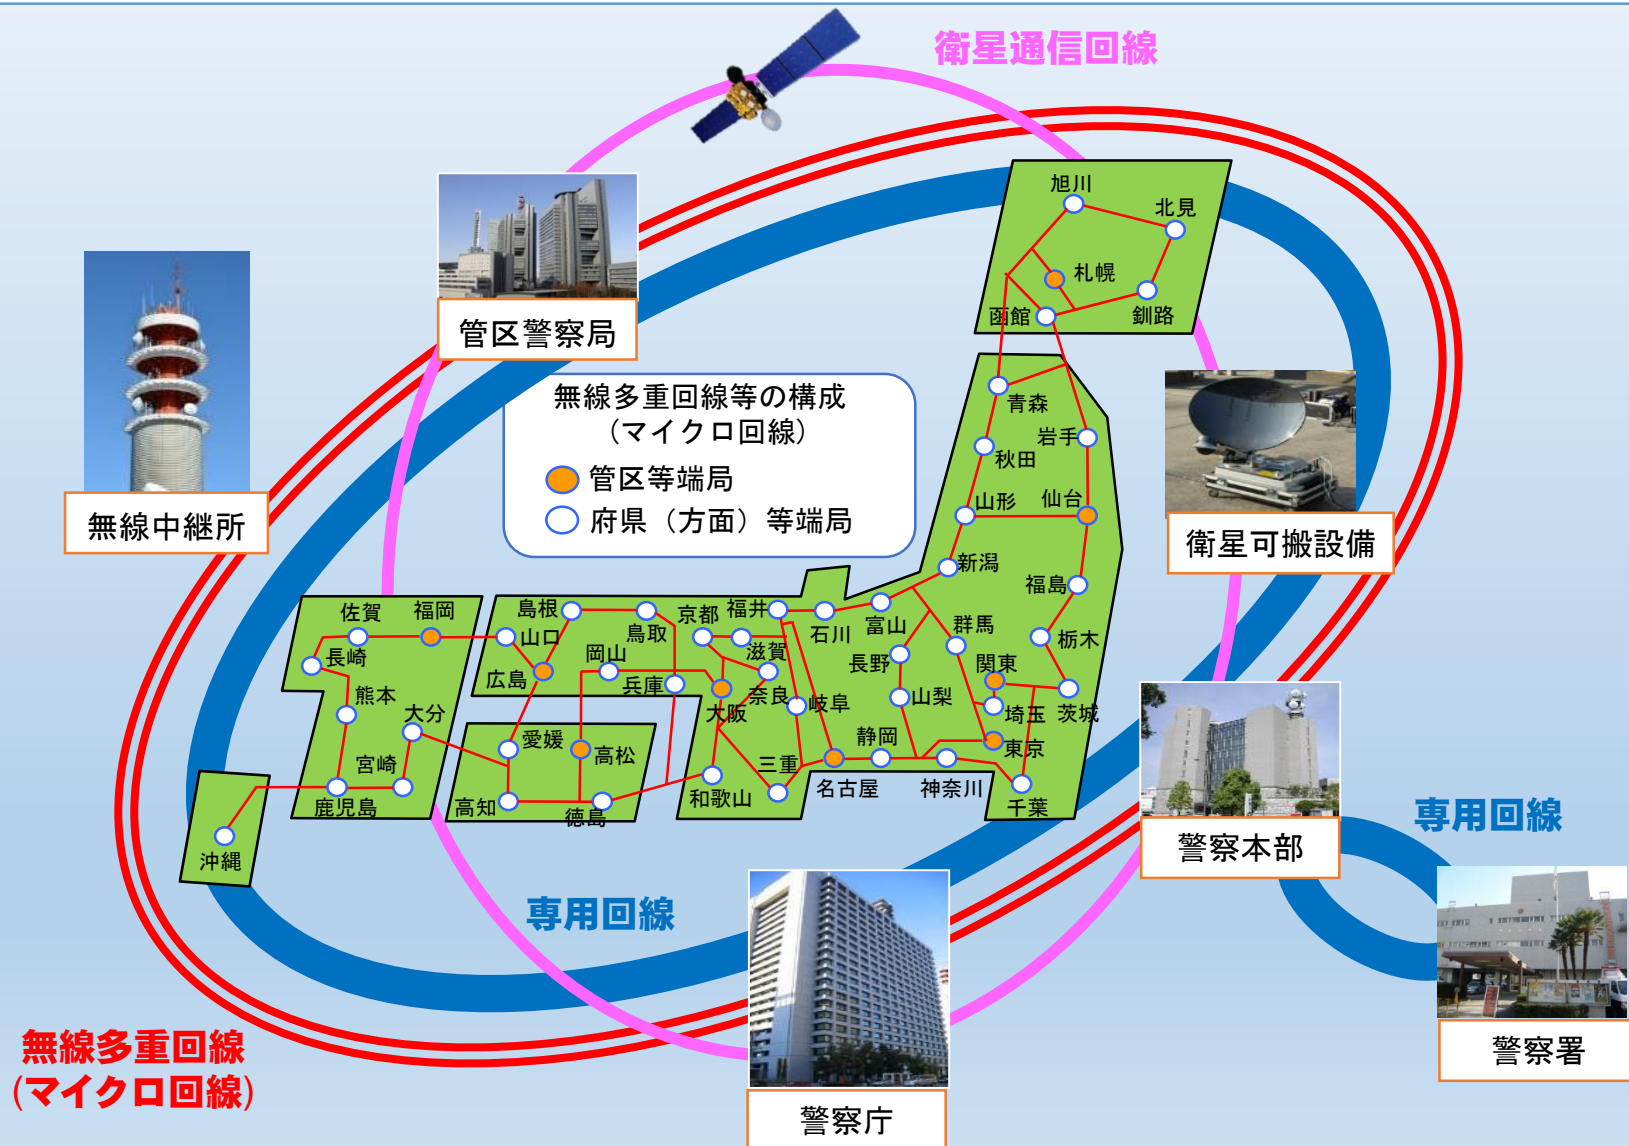 衛星通信回線
管区警察局
無線中継所
無線多重回線等の構成
（マイクロ回線）
管区等端局
府県（方面）等端局
衛星可搬設備
旭川
北見
札幌
函館
釧路
青森
岩手
秋田
山形
仙台
新潟
福島
佐賀
福岡
島根
京都
福井
山口
鳥取
石川
富山
群馬
栃木
長崎
岡山
滋賀
長野
関東
広島
兵庫
奈良
熊本
大分
大阪
岐阜
山梨
埼玉
茨城
愛媛
高松
静岡
東京
宮崎
三重
名古屋
神奈川
鹿児島
高知
徳島
和歌山
千葉
沖縄
警察本部
専用回線
専用回線
無線多重回線
(マイクロ回線)
警察庁
警察署